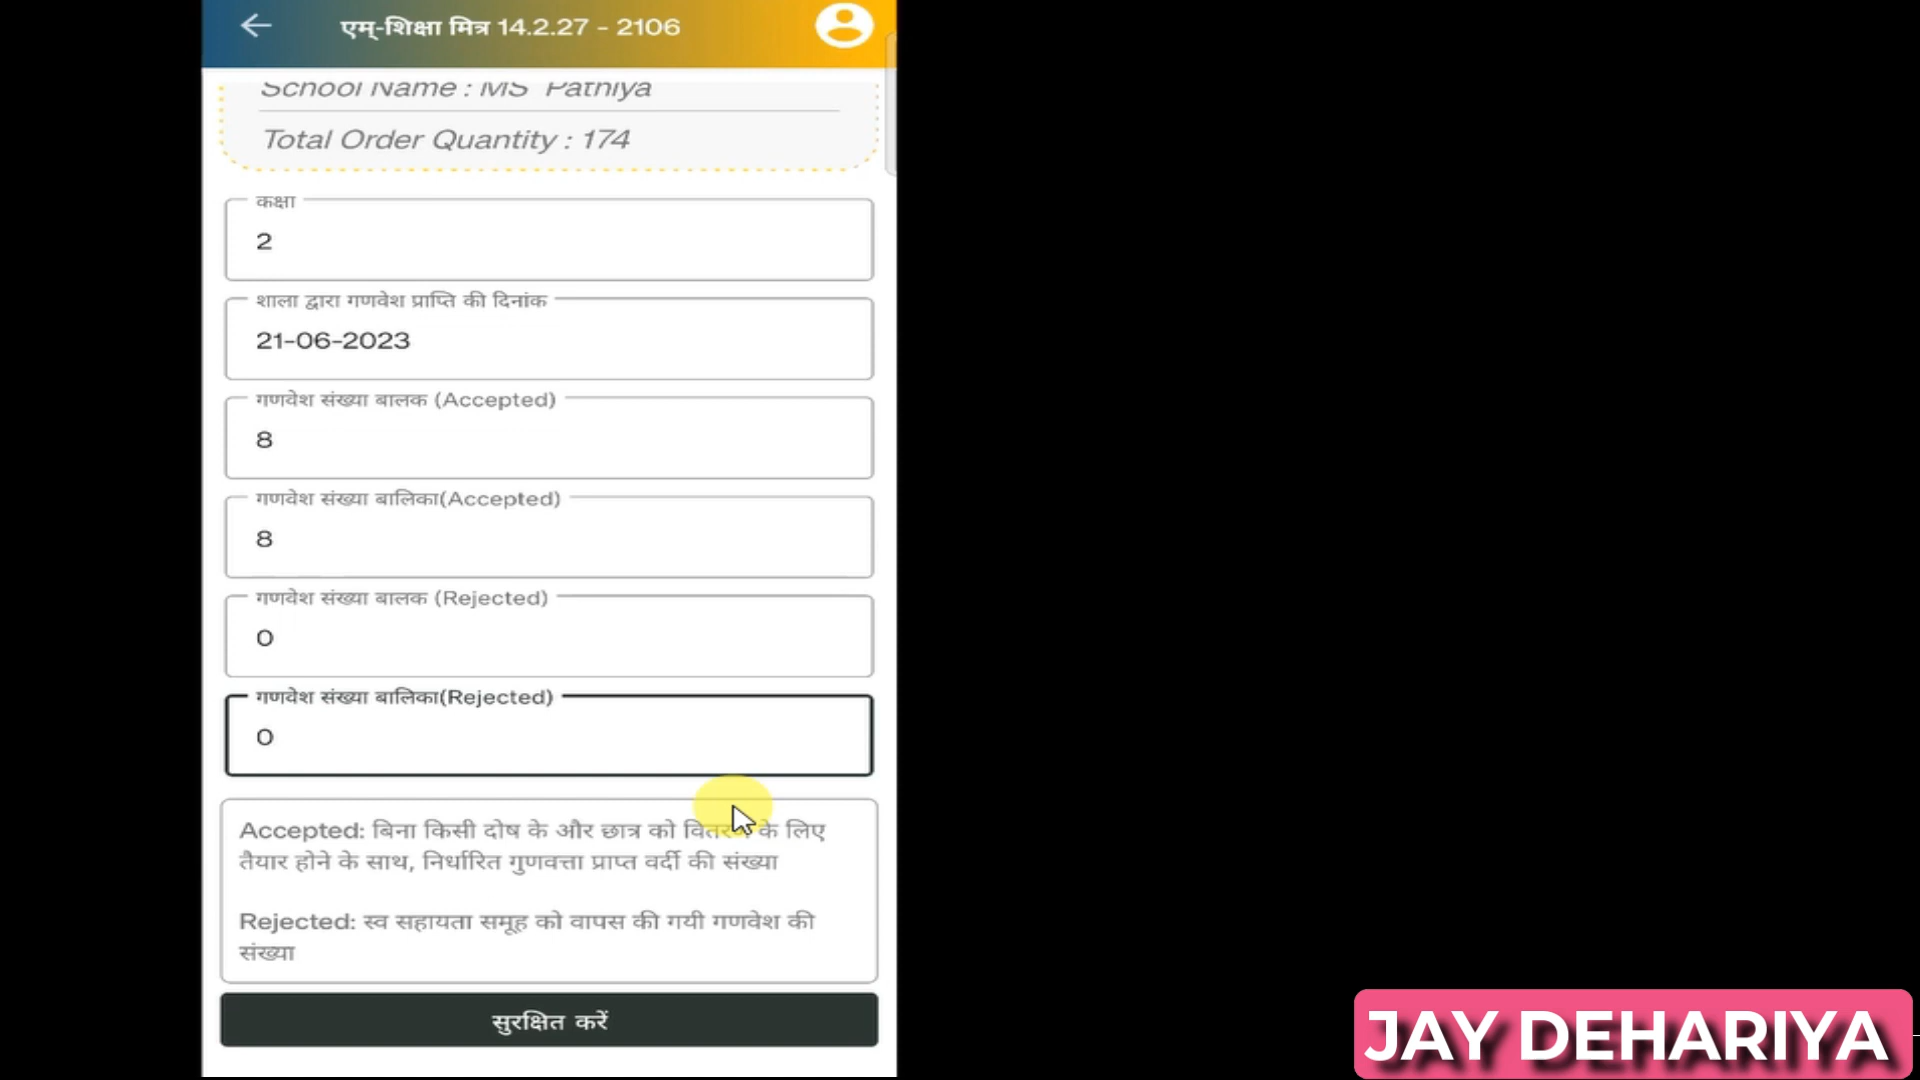 एम्-शिक्षा मित्र 14.2.27 - 2106
School Name : MS Pathiya
Total Order Quantity : 174
कक्षा
2
शाला द्वारा गणवेश प्राप्ति की दिनांक
21-06-2023
गणवेश संख्या बालक (Accepted)
8
गणवेश संख्या बालिका(Accepted)
8
गणवेश संख्या बालक (Rejected)
0
गणवेश संख्या बालिका(Rejected)
0
Accepted: बिना किसी दोष के और छात्र को वितरण के लिए
तैयार होने के साथ, निर्धारित गुणवत्ता प्राप्त वर्दी की संख्या
Rejected: स्व सहायता समूह को वापस की गयी गणवेश की
संख्या
सुरक्षित करें
JAY DEHARIYA